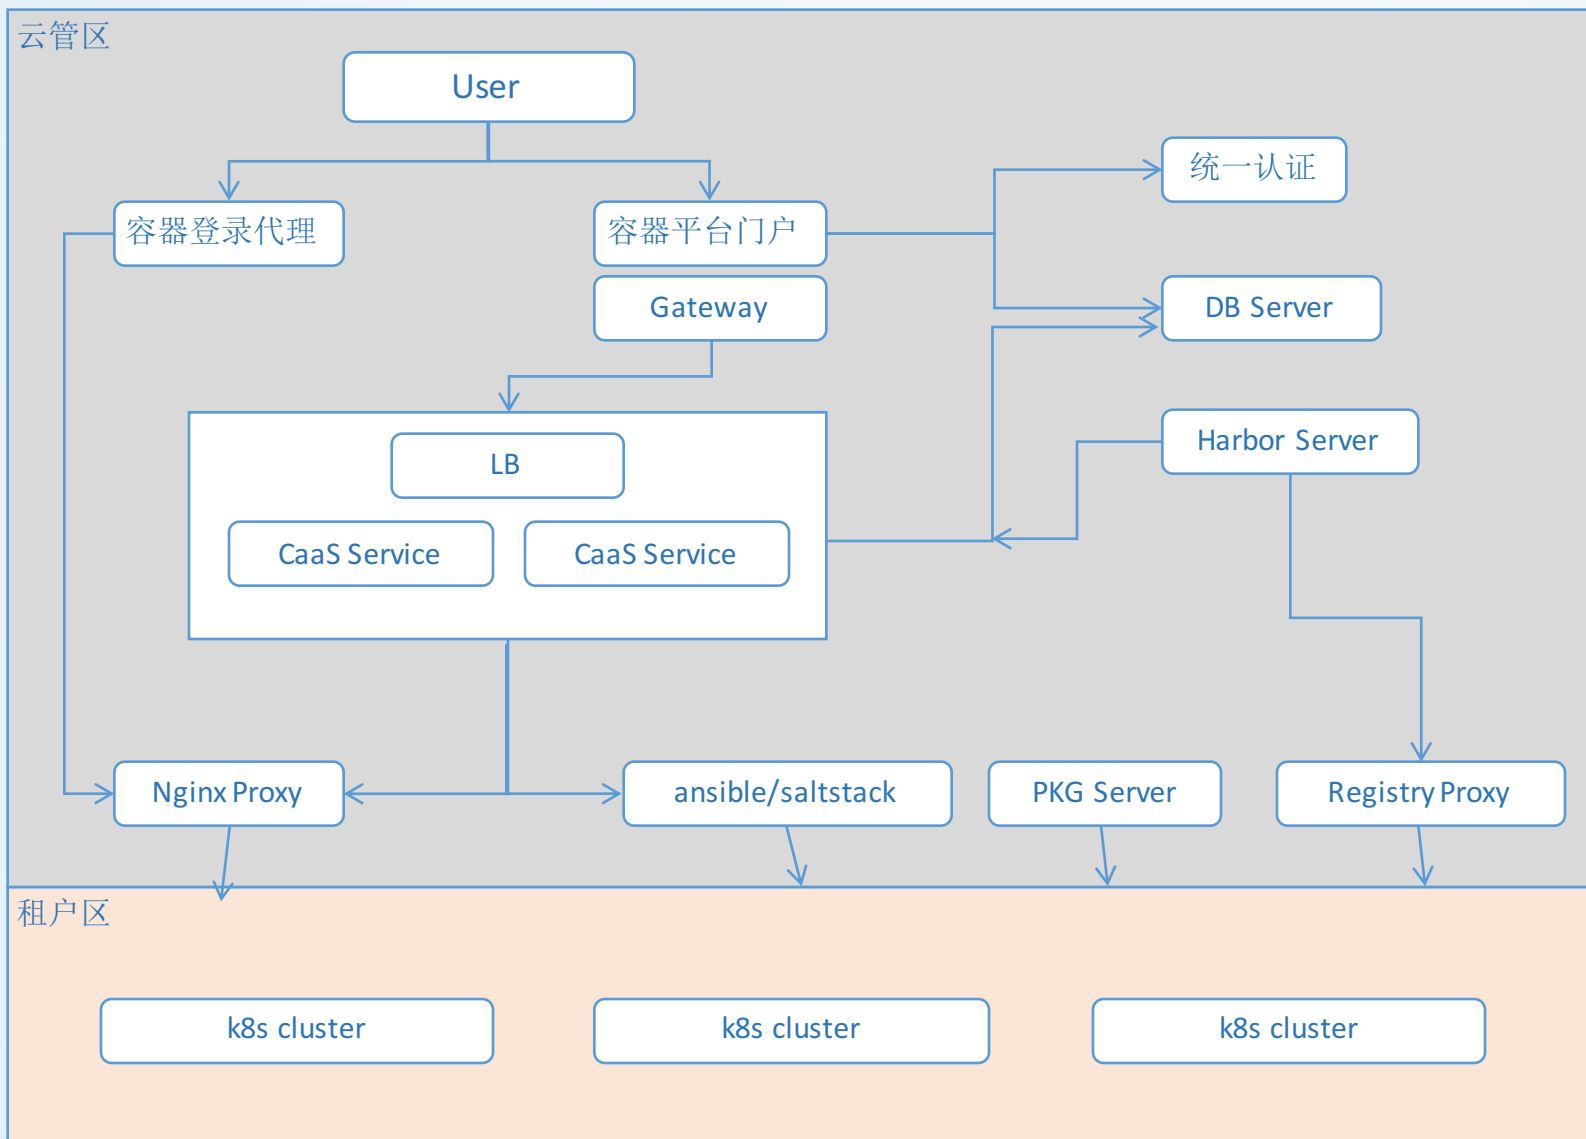 云管区
User
统一认证
容器登录代理
容器平台门户
Gateway
DB Server
Harbor Server
LB
CaaS Service
CaaS Service
Nginx Proxy
ansible/saltstack
PKG Server
Registry Proxy
租户区
k8s cluster
k8s cluster
k8s cluster